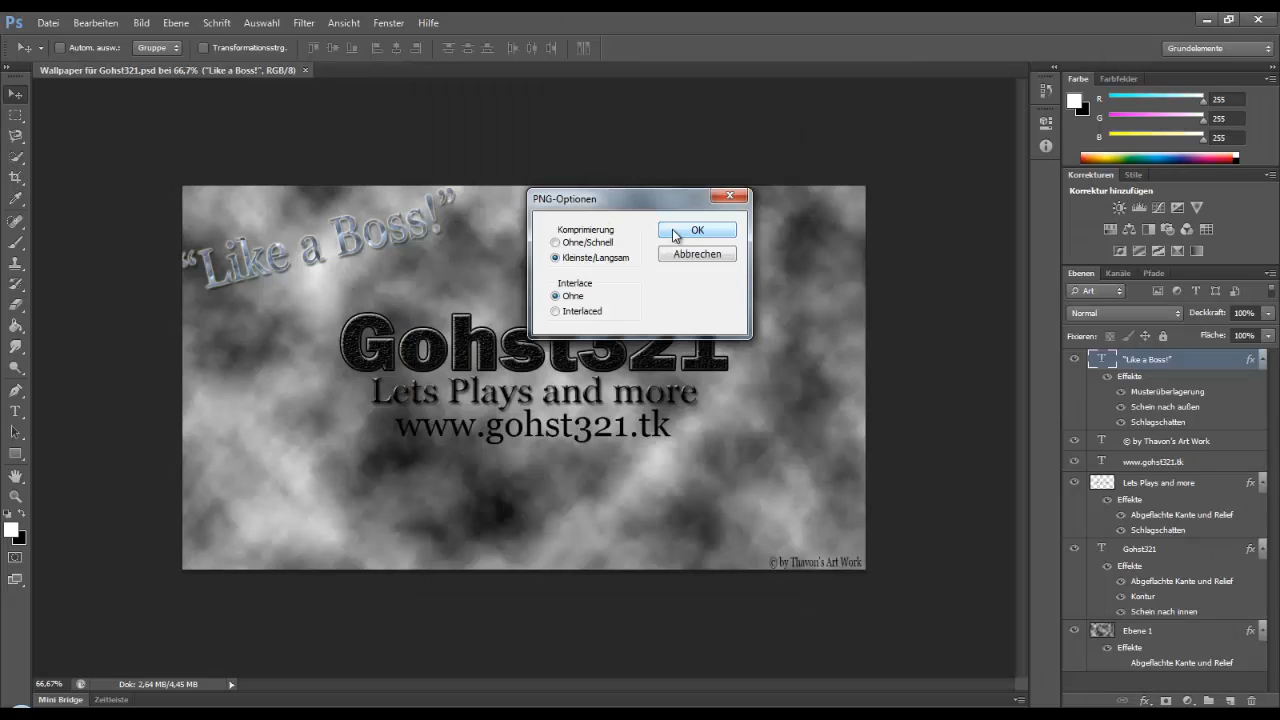 Ps Datei Bearbeiten Bild Ebene Schrift Auswahl Filter Ansicht Fenster Hilfe
Autom. ausw.: Gruppe Transformationsstrg. Grundelemente
Wallpaper für Gohst321.psd bei 66,7% ("Like a Boss!", RGB/8)
Farbe Farbfelder
R 255
G 255
B 255
Korrekturen Stile
Korrektur hinzufügen
Ebenen Kanäle Pfade
Art
Normal Deckkraft: 100%
Fixieren: Fläche: 100%
T "Like a Boss!" fx
Effekte
Musterüberlagerung
Schein nach außen
Schlagschatten
T © by Thavon's Art Work
T www.gohst321.tk
Lets Plays and more fx
Effekte
Abgeflachte Kante und Relief
Schlagschatten
T Gohst321 fx
Effekte
Abgeflachte Kante und Relief
Kontur
Schein nach innen
Ebene 1 fx
Effekte
Abgeflachte Kante und Relief
PNG-Optionen
Komprimierung
Ohne/Schnell
Kleinste/Langsam
Interlace
Ohne
Interlaced
OK
Abbrechen
"Like a Boss!"
Gohst321
Lets Plays and more
www.gohst321.tk
© by Thavon's Art Work
66,67% Dok: 2,64 MB/4,45 MB
Mini Bridge Zeitleiste